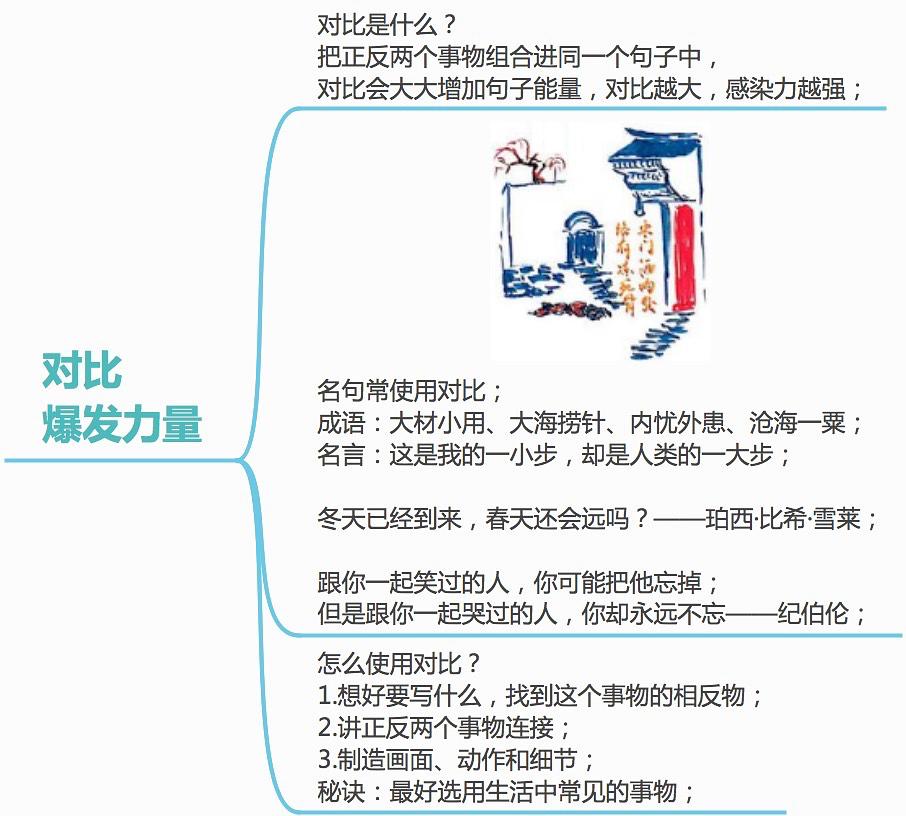 对比
爆发力量
对比是什么？
把正反两个事物组合进同一个句子中，
对比会大大增加句子能量，对比越大，感染力越强；
朱门酒肉臭
路有冻死骨
名句常使用对比；
成语：大材小用、大海捞针、内忧外患、沧海一粟；
名言：这是我的一小步，却是人类的一大步；
冬天已经到来，春天还会远吗？——珀西·比希·雪莱；
跟你一起笑过的人，你可能把他忘掉；
但是跟你一起哭过的人，你却永远不忘——纪伯伦；
怎么使用对比？
1.想好要写什么，找到这个事物的相反物；
2.讲正反两个事物连接；
3.制造画面、动作和细节；
秘诀：最好选用生活中常见的事物；